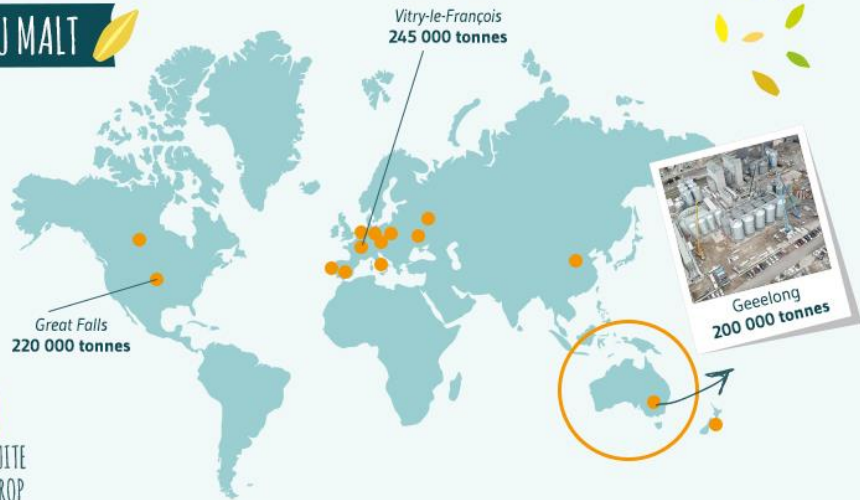 U MALT
Vitry-le-François
245 000 tonnes
Great Falls
220 000 tonnes
Geeelong
200 000 tonnes
UITE
ROP